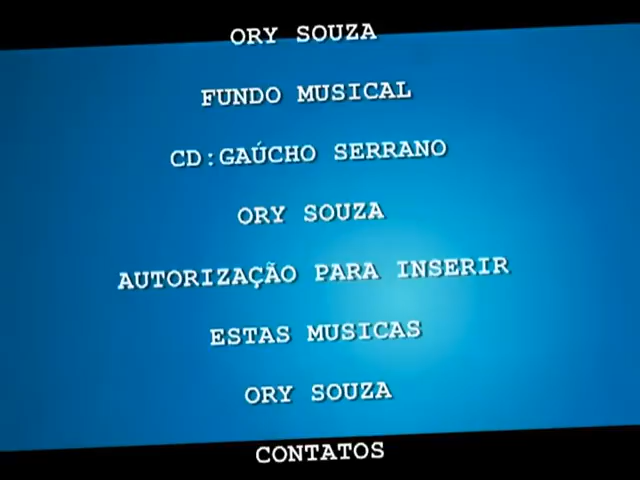 ORY SOUZA
FUNDO MUSICAL
CD:GAÚCHO SERRANO
ORY SOUZA
AUTORIZAÇÃO PARA INSERIR
ESTAS MUSICAS
ORY SOUZA
CONTATOS